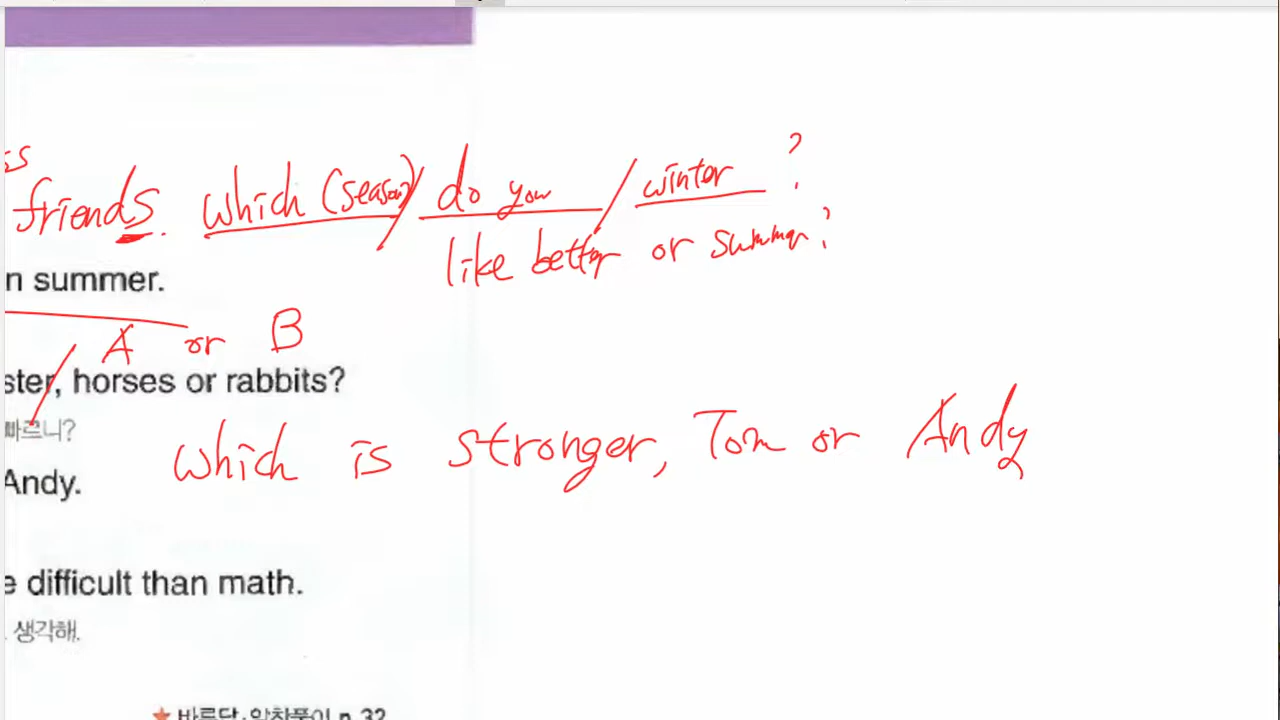 ss
friends. which (season) / do you / winter ?
like better or summer?
n summer.
A or B
ster, horses or rabbits?
빠르니?
which is stronger, Tom or Andy
Andy.
e difficult than math.
. 생각해.
★ 바른답·알찬풀이 p.32